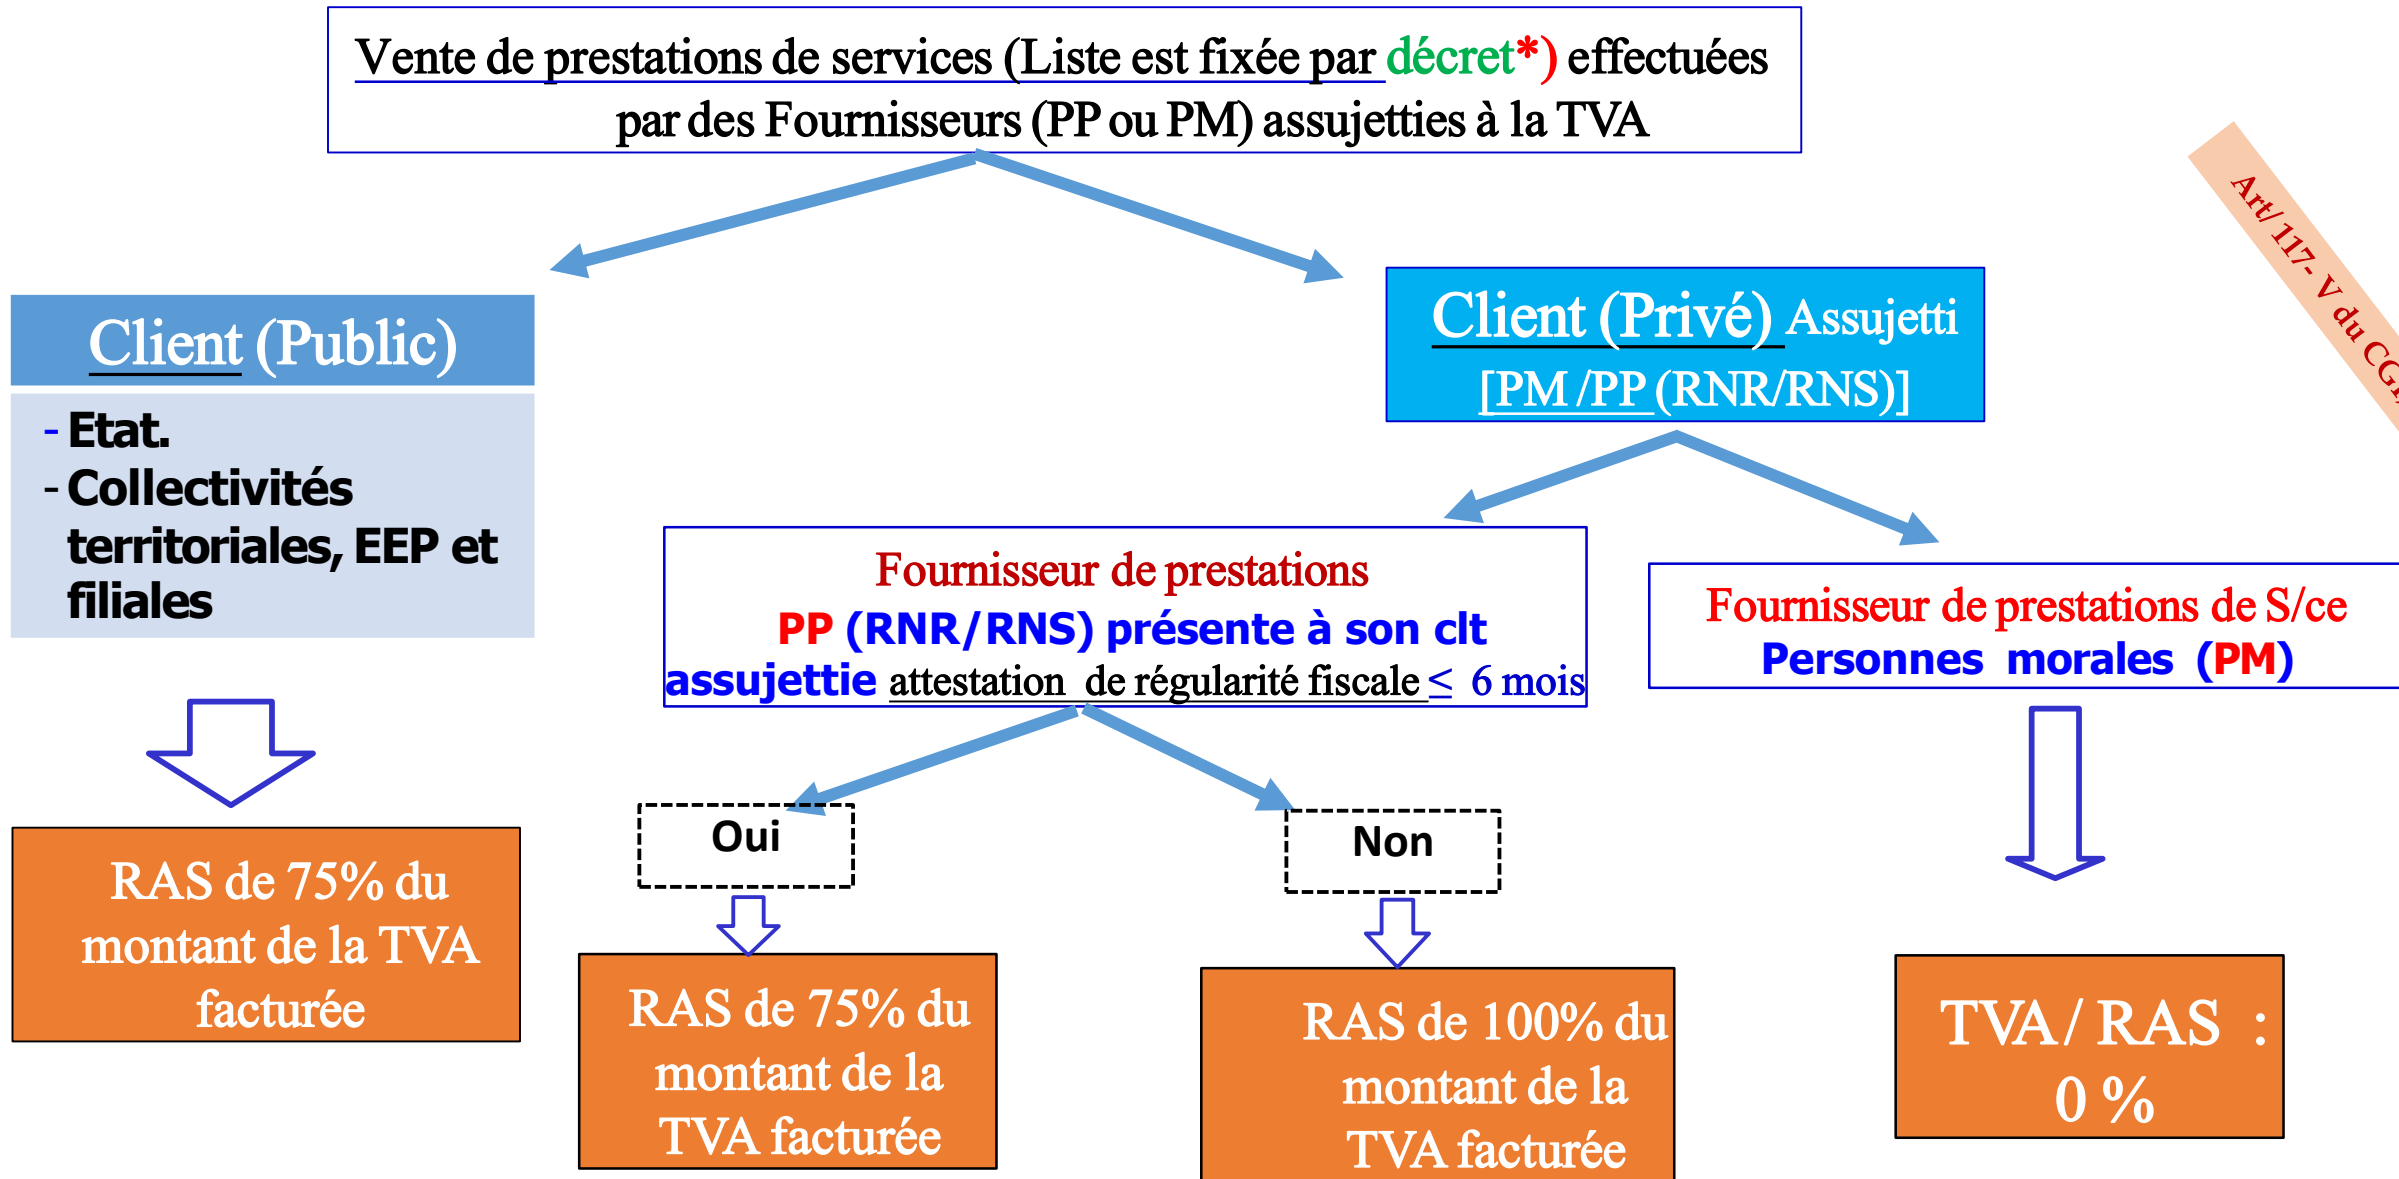 Vente de prestations de services (Liste est fixée par décret*) effectuées
par des Fournisseurs (PP ou PM) assujetties à la TVA
Art/ 117- V du CGI
Client (Public)
- Etat.
- Collectivités
territoriales, EEP et
filiales
Client (Privé) Assujetti
[PM /PP (RNR/RNS)]
Fournisseur de prestations
PP (RNR/RNS) présente à son clt
assujettie attestation de régularité fiscale ≤ 6 mois
Fournisseur de prestations de S/ce
Personnes morales (PM)
Oui
Non
RAS de 75% du
montant de la TVA
facturée
RAS de 75% du
montant de la
TVA facturée
RAS de 100% du
montant de la
TVA facturée
TVA / RAS :
0 %